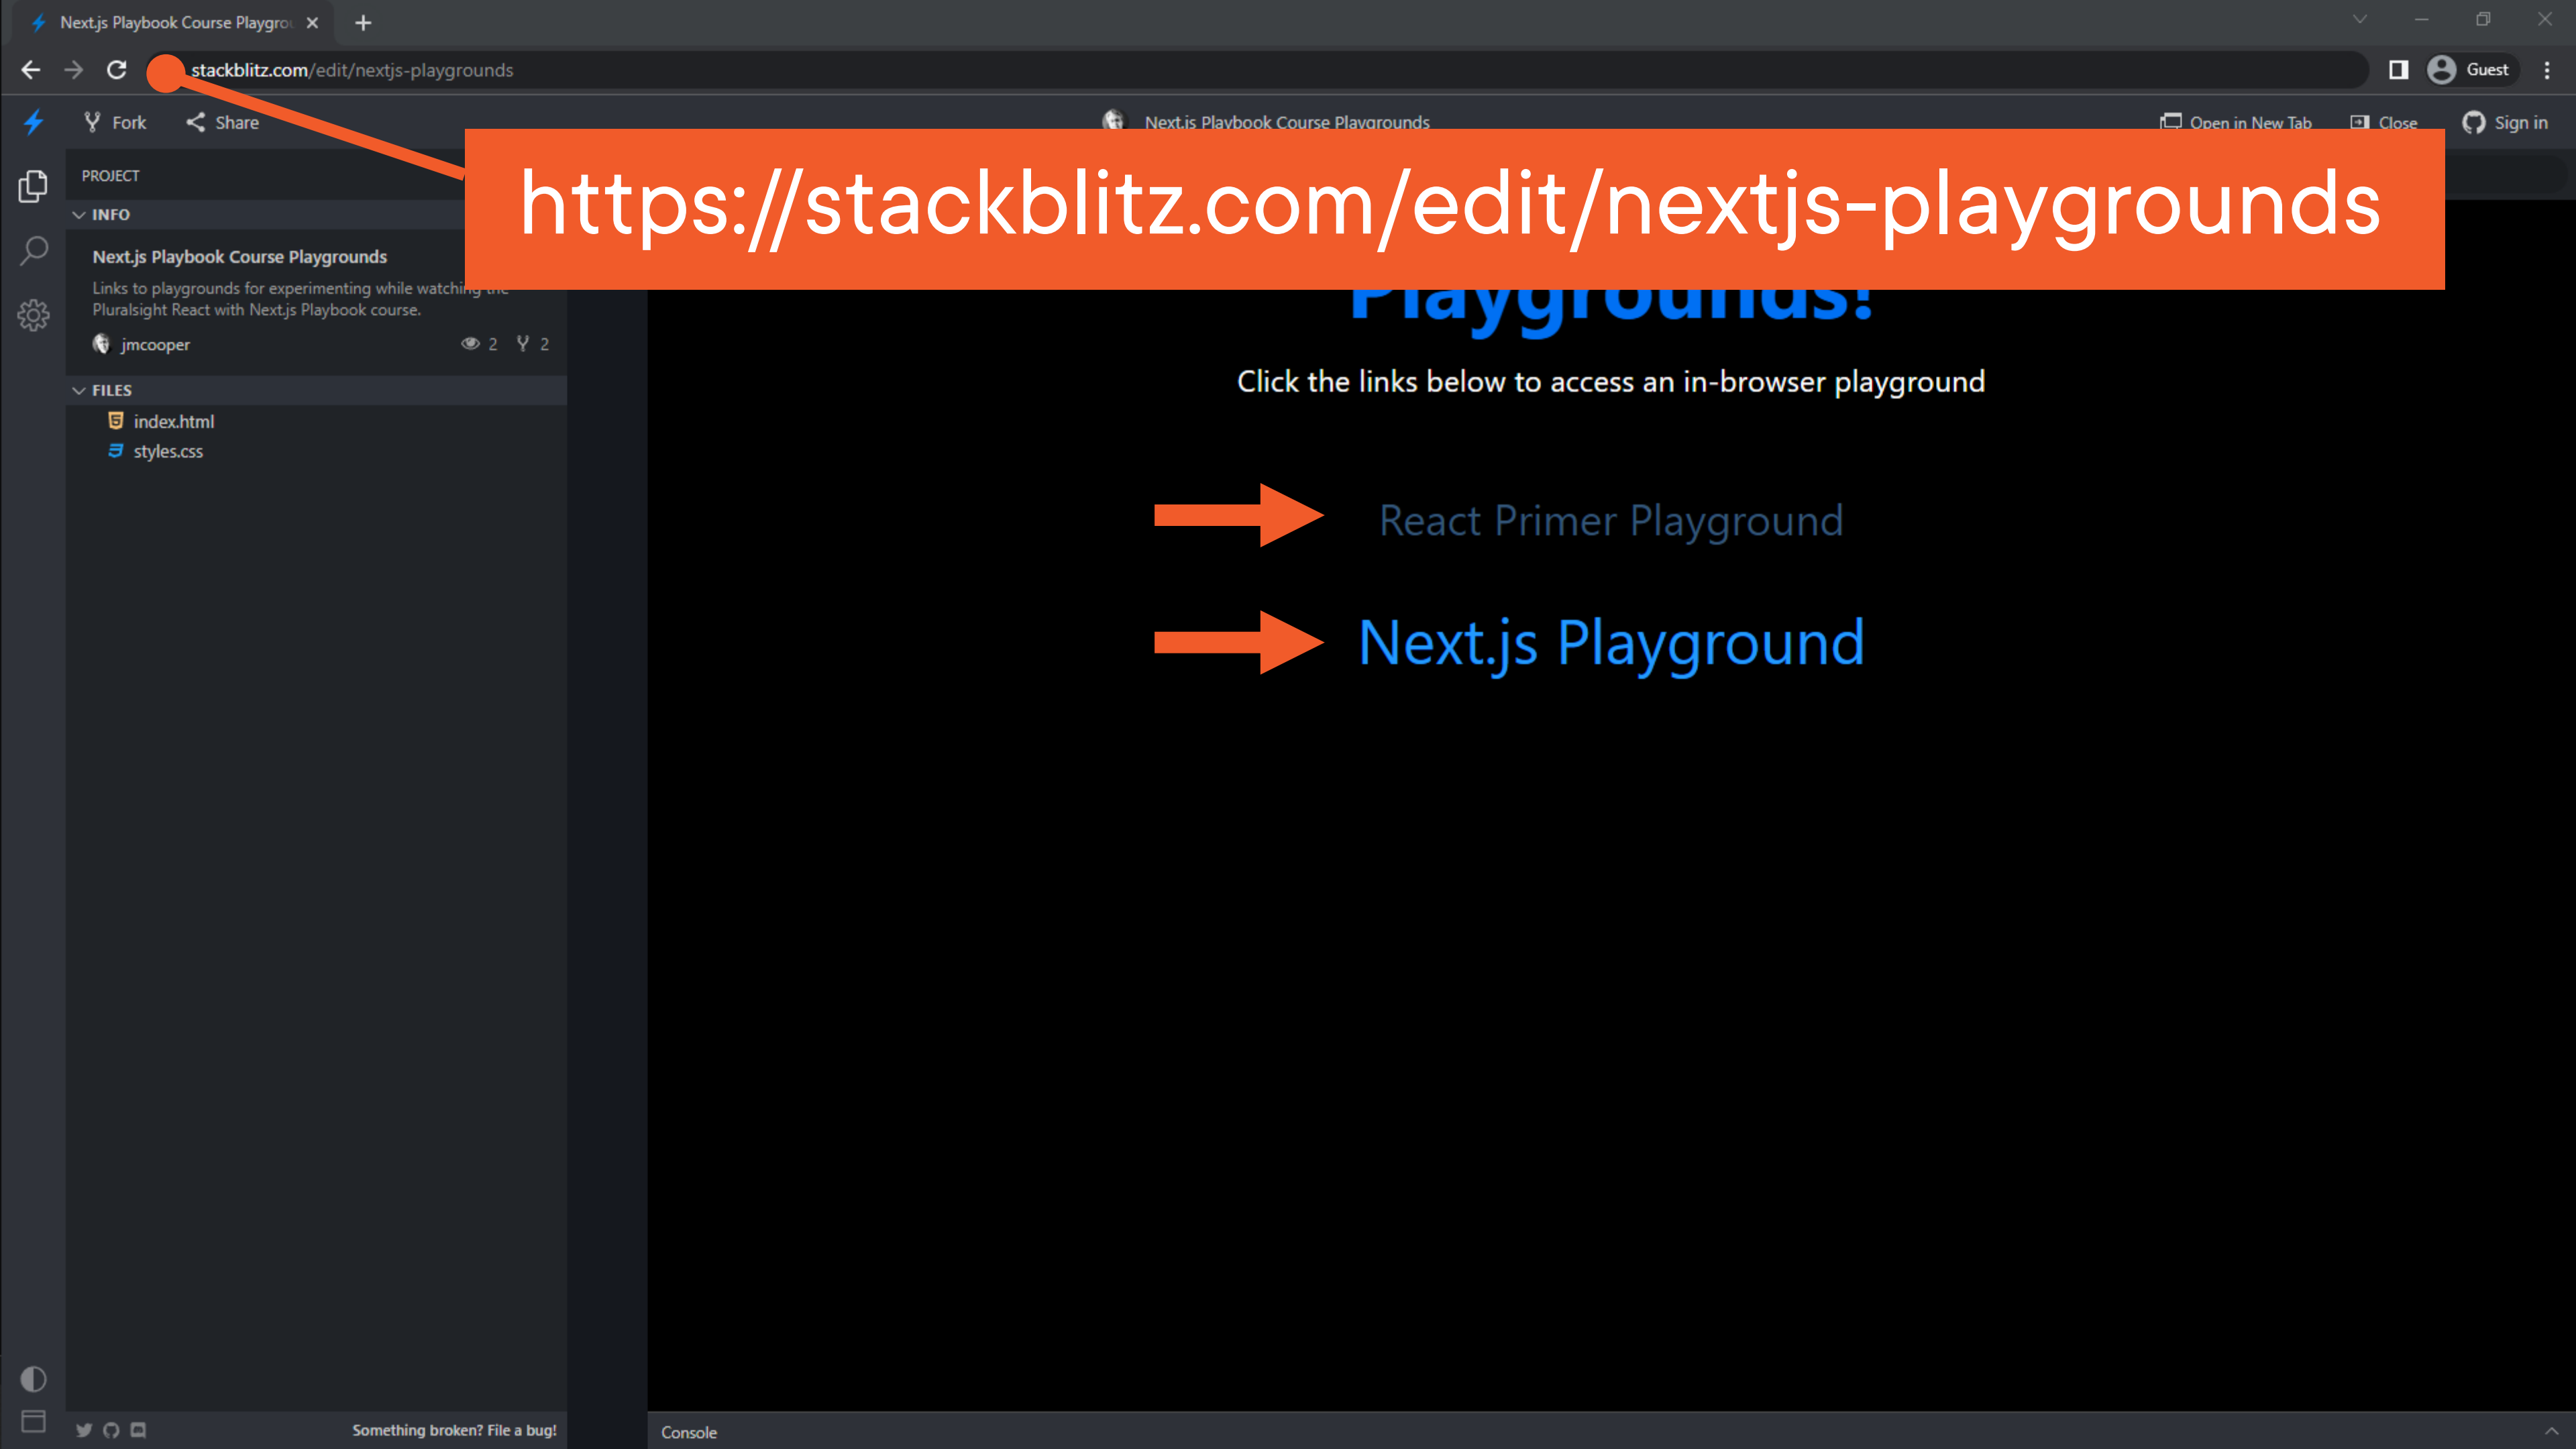 Next.js Playbook Course Playgro
stackblitz.com/edit/nextjs-playgrounds
Guest
Fork
Share
Next.js Playbook Course Playgrounds
Open in New Tab
Close
Sign in
https://stackblitz.com/edit/nextjs-playgrounds
PROJECT
INFO
Next.js Playbook Course Playgrounds
Links to playgrounds for experimenting while watching the
Pluralsight React with Next.js Playbook course.
jmcooper
2
2
FILES
index.html
styles.css
Playgrounds!
Click the links below to access an in-browser playground
React Primer Playground
Next.js Playground
Something broken? File a bug!
Console